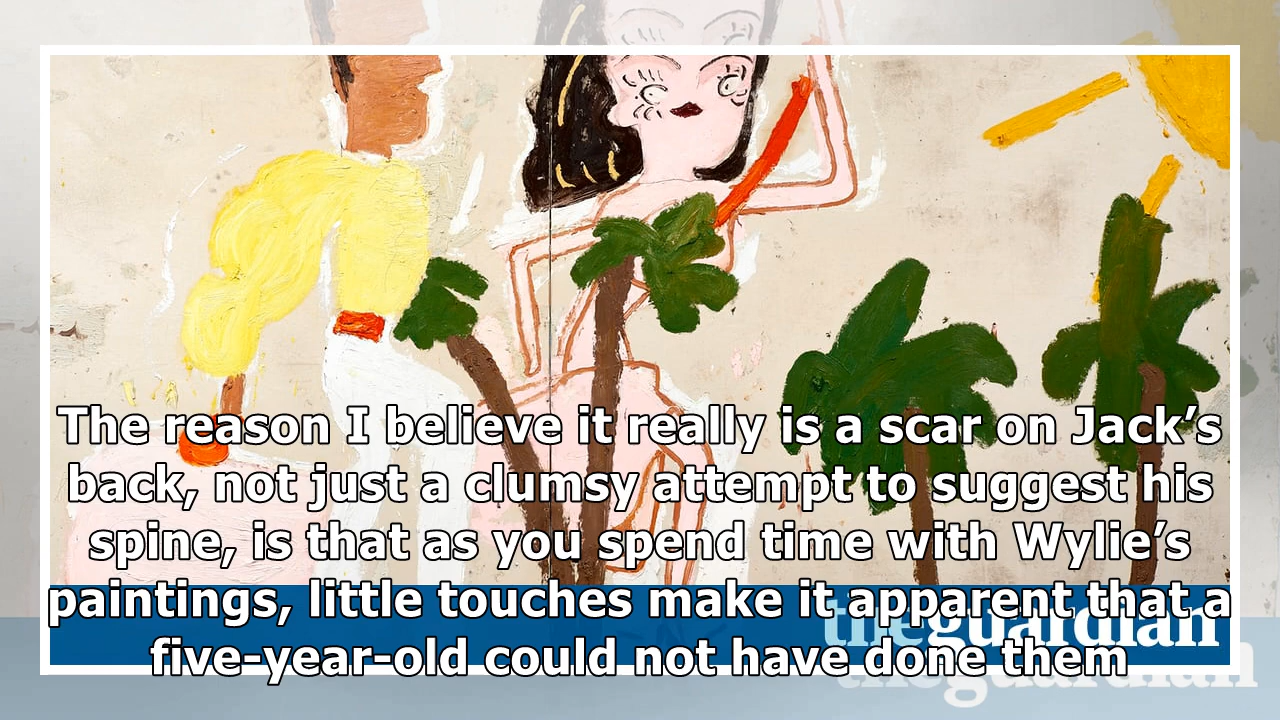 The reason I believe it really is a scar on Jack’s
back, not just a clumsy attempt to suggest his
spine, is that as you spend time with Wylie’s
paintings, little touches make it apparent that a
five-year-old could not have done them
theguardian
theguardian